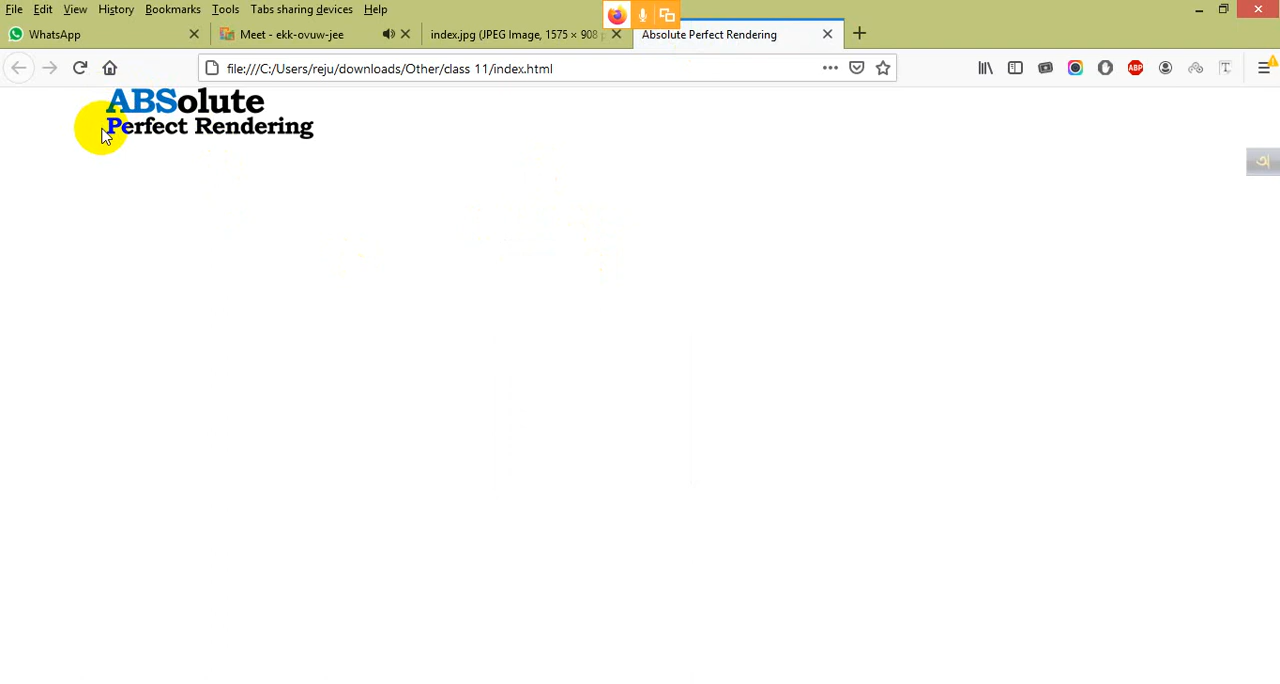 File Edit View History Bookmarks Tools Tabs sharing devices Help
WhatsApp Meet - ekk-ovuw-jee index.jpg (JPEG Image, 1575 × 908 p Absolute Perfect Rendering
file:///C:/Users/reju/downloads/Other/class 11/index.html ABP
ABSolute
Perfect Rendering